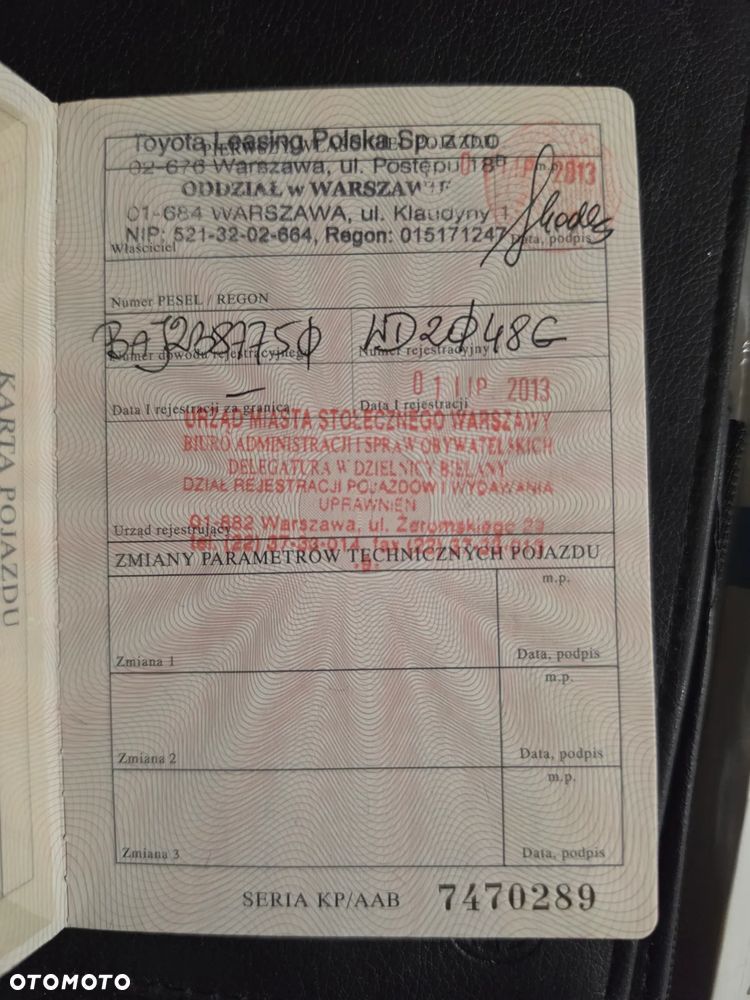 KARTA POJAZDU
PIERWSZY WŁAŚCICIEL POJAZDU
Toyota Leasing Polska Sp. z o.o.
02-676 Warszawa, ul. Postępu 18B
ODDZIAŁ w WARSZAWIE
01-684 WARSZAWA, ul. Klaudyny 1
NIP: 521-32-02-664, Regon: 015171247
m.p.
2013
Właściciel
Data, podpis
Numer PESEL / REGON
WD2048G
Numer dowodu rejestracyjnego
Numer rejestracyjny
—
01 LIP. 2013
Data I rejestracji za granicą
Data I rejestracji
URZĄD MIASTA STOŁECZNEGO WARSZAWY
BIURO ADMINISTRACJI I SPRAW OBYWATELSKICH
DELEGATURA W DZIELNICY BIELANY
DZIAŁ REJESTRACJI POJAZDÓW I WYDAWANIA
UPRAWNIEŃ
01-882 Warszawa, ul. Żeromskiego 29
Urząd rejestrujący
ZMIANY PARAMETRÓW TECHNICZNYCH POJAZDU
m.p.
Zmiana 1
Data, podpis
m.p.
Zmiana 2
Data, podpis
m.p.
Zmiana 3
Data, podpis
SERIA KP/AAB 7470289
OTOMOTO